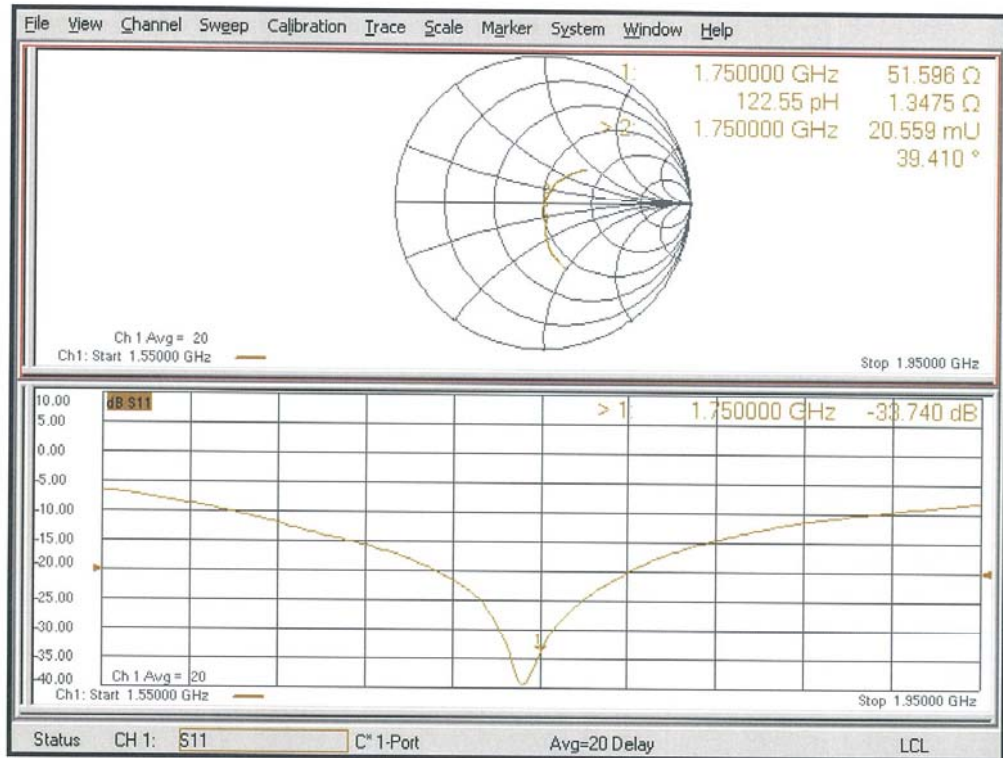 File View Channel Sweep Calibration Trace Scale Marker System Window Help
1: 1.750000 GHz 51.596 Ω
122.55 pH 1.3475 Ω
> 2: 1.750000 GHz 20.559 mU
39.410 °
Ch 1 Avg = 20
Ch1: Start 1.55000 GHz
Stop 1.95000 GHz
10.00
dB S11
> 1: 1.750000 GHz -33.740 dB
5.00
0.00
-5.00
-10.00
-15.00
-20.00
-25.00
-30.00
1
-35.00
-40.00
Ch 1 Avg = 20
Ch1: Start 1.55000 GHz
Stop 1.95000 GHz
Status CH 1: S11 C* 1-Port Avg=20 Delay LCL